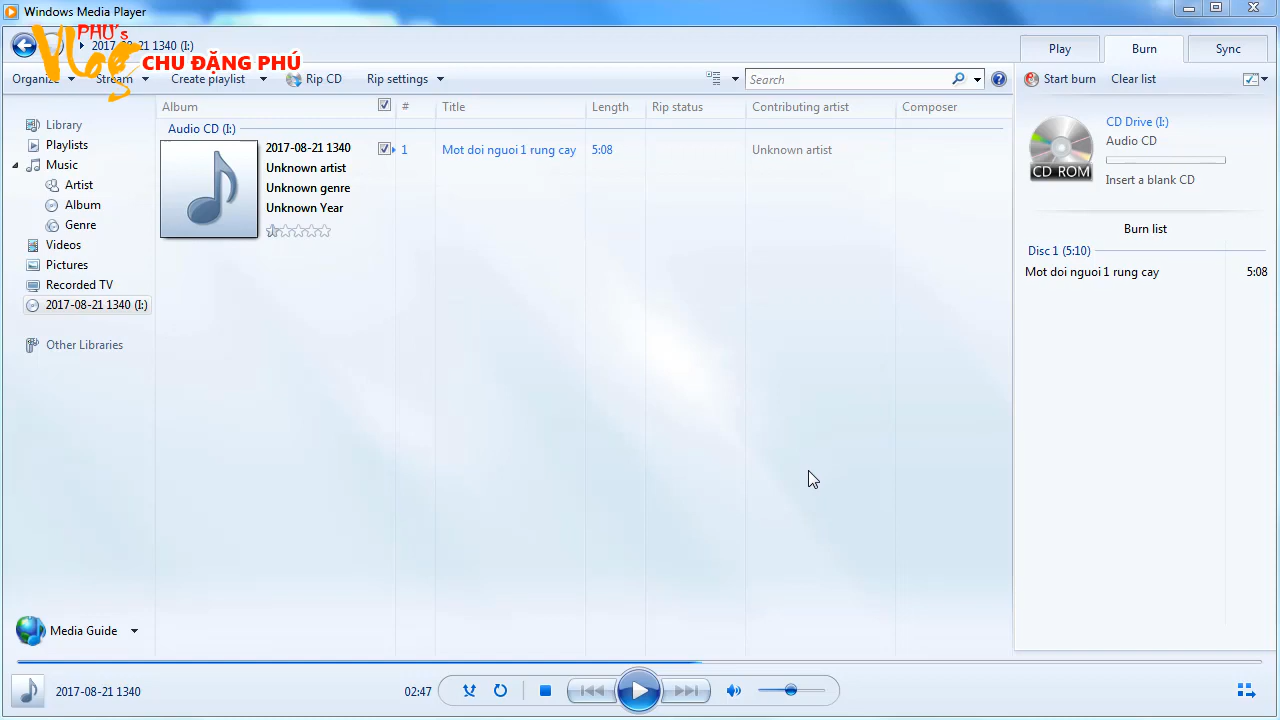 Windows Media Player
PHÚ's
Vlog
CHU ĐẶNG PHÚ
2017-08-21 1340 (I:)
Play
Burn
Sync
Organize
Stream
Create playlist
Rip CD
Rip settings
Search
Start burn
Clear list
Album
#
Title
Length
Rip status
Contributing artist
Composer
Library
Playlists
Music
Artist
Album
Genre
Videos
Pictures
Recorded TV
2017-08-21 1340 (I:)
Other Libraries
Audio CD (I:)
2017-08-21 1340
Unknown artist
Unknown genre
Unknown Year
1
Mot doi nguoi 1 rung cay
5:08
Unknown artist
CD ROM
CD Drive (I:)
Audio CD
Insert a blank CD
Burn list
Disc 1 (5:10)
Mot doi nguoi 1 rung cay 5:08
Media Guide
2017-08-21 1340
02:47